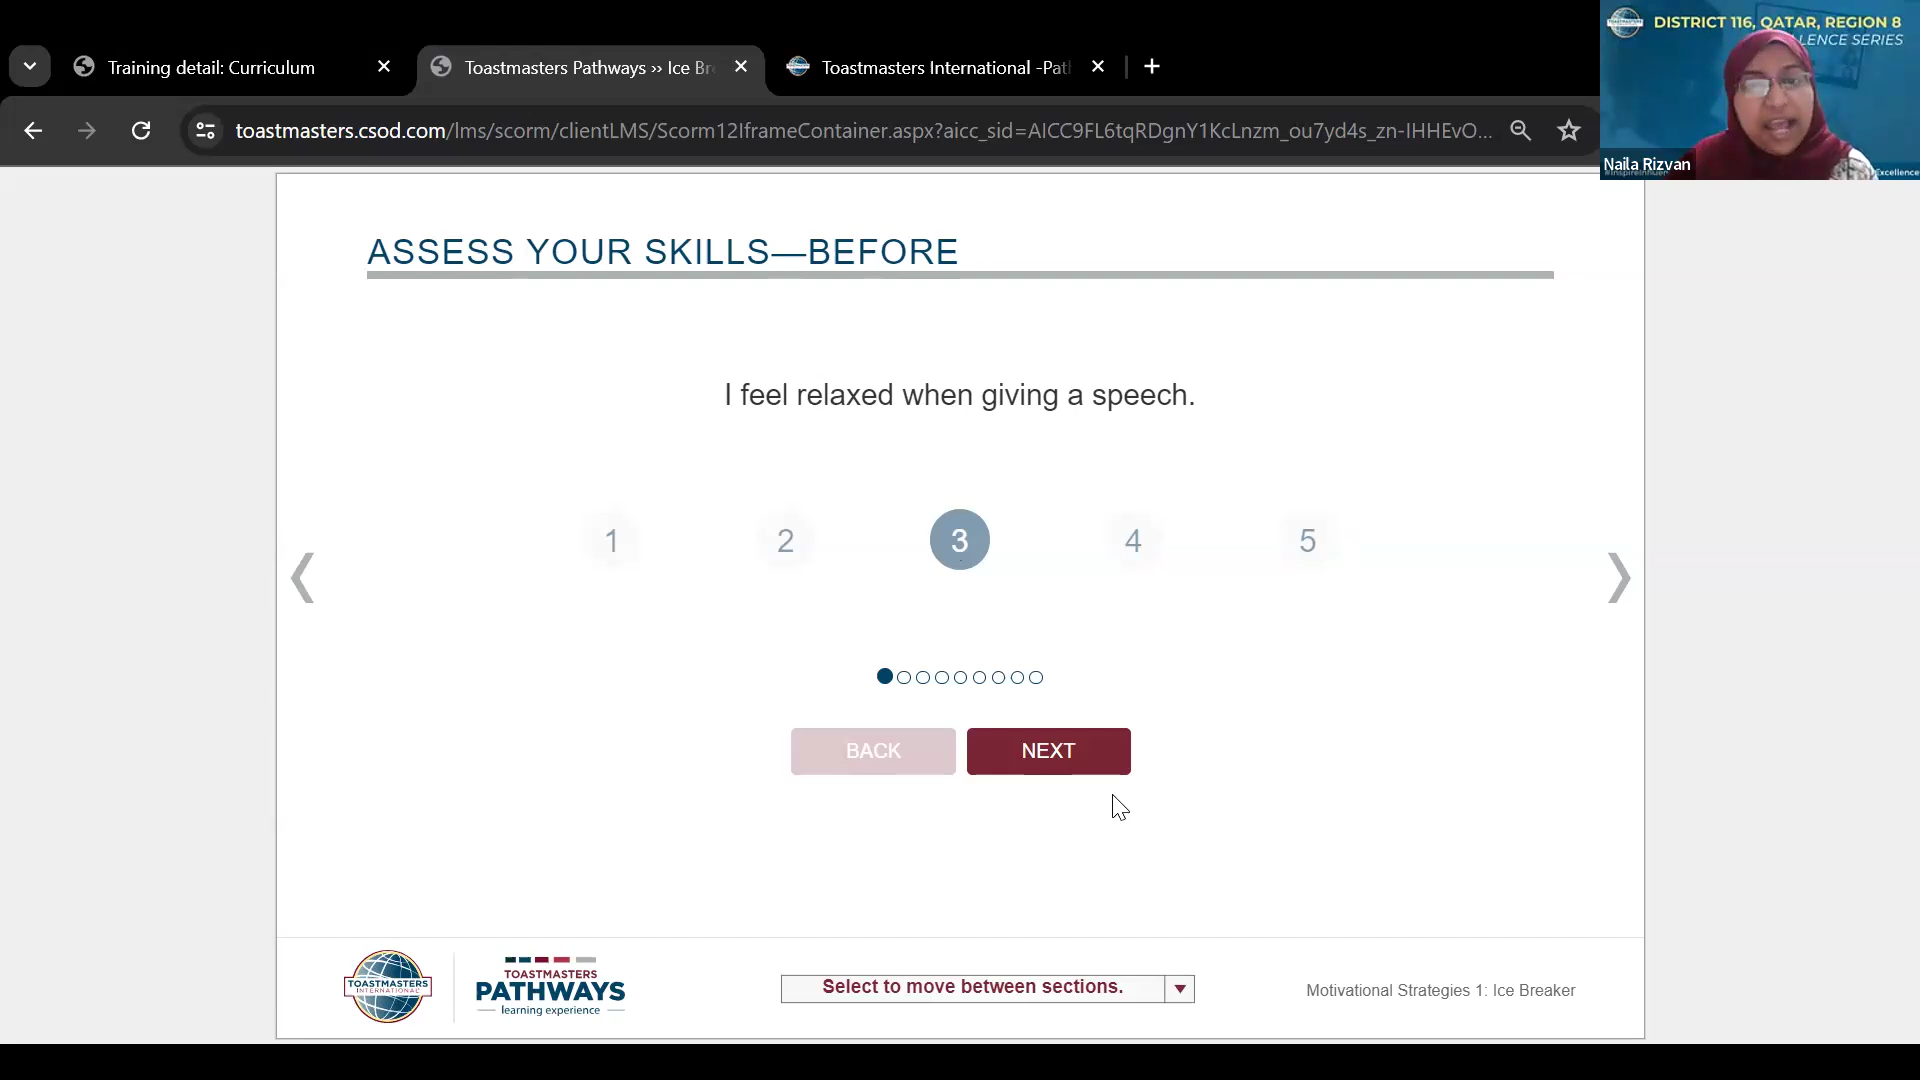 Training detail: Curriculum
Toastmasters Pathways ›› Ice Br
Toastmasters International -Pat
toastmasters.csod.com/lms/scorm/clientLMS/Scorm12IframeContainer.aspx?aicc_sid=AICC9FL6tqRDgnY1KcLnzm_ou7yd4s_zn-IHHEvO...
DISTRICT 116, QATAR, REGION 8
LENCE SERIES
Naila Rizvan
Excellence
ASSESS YOUR SKILLS—BEFORE
I feel relaxed when giving a speech.
1 2 3 4 5
BACK NEXT
TOASTMASTERS
INTERNATIONAL
TOASTMASTERS
PATHWAYS
learning experience
Select to move between sections.
Motivational Strategies 1: Ice Breaker